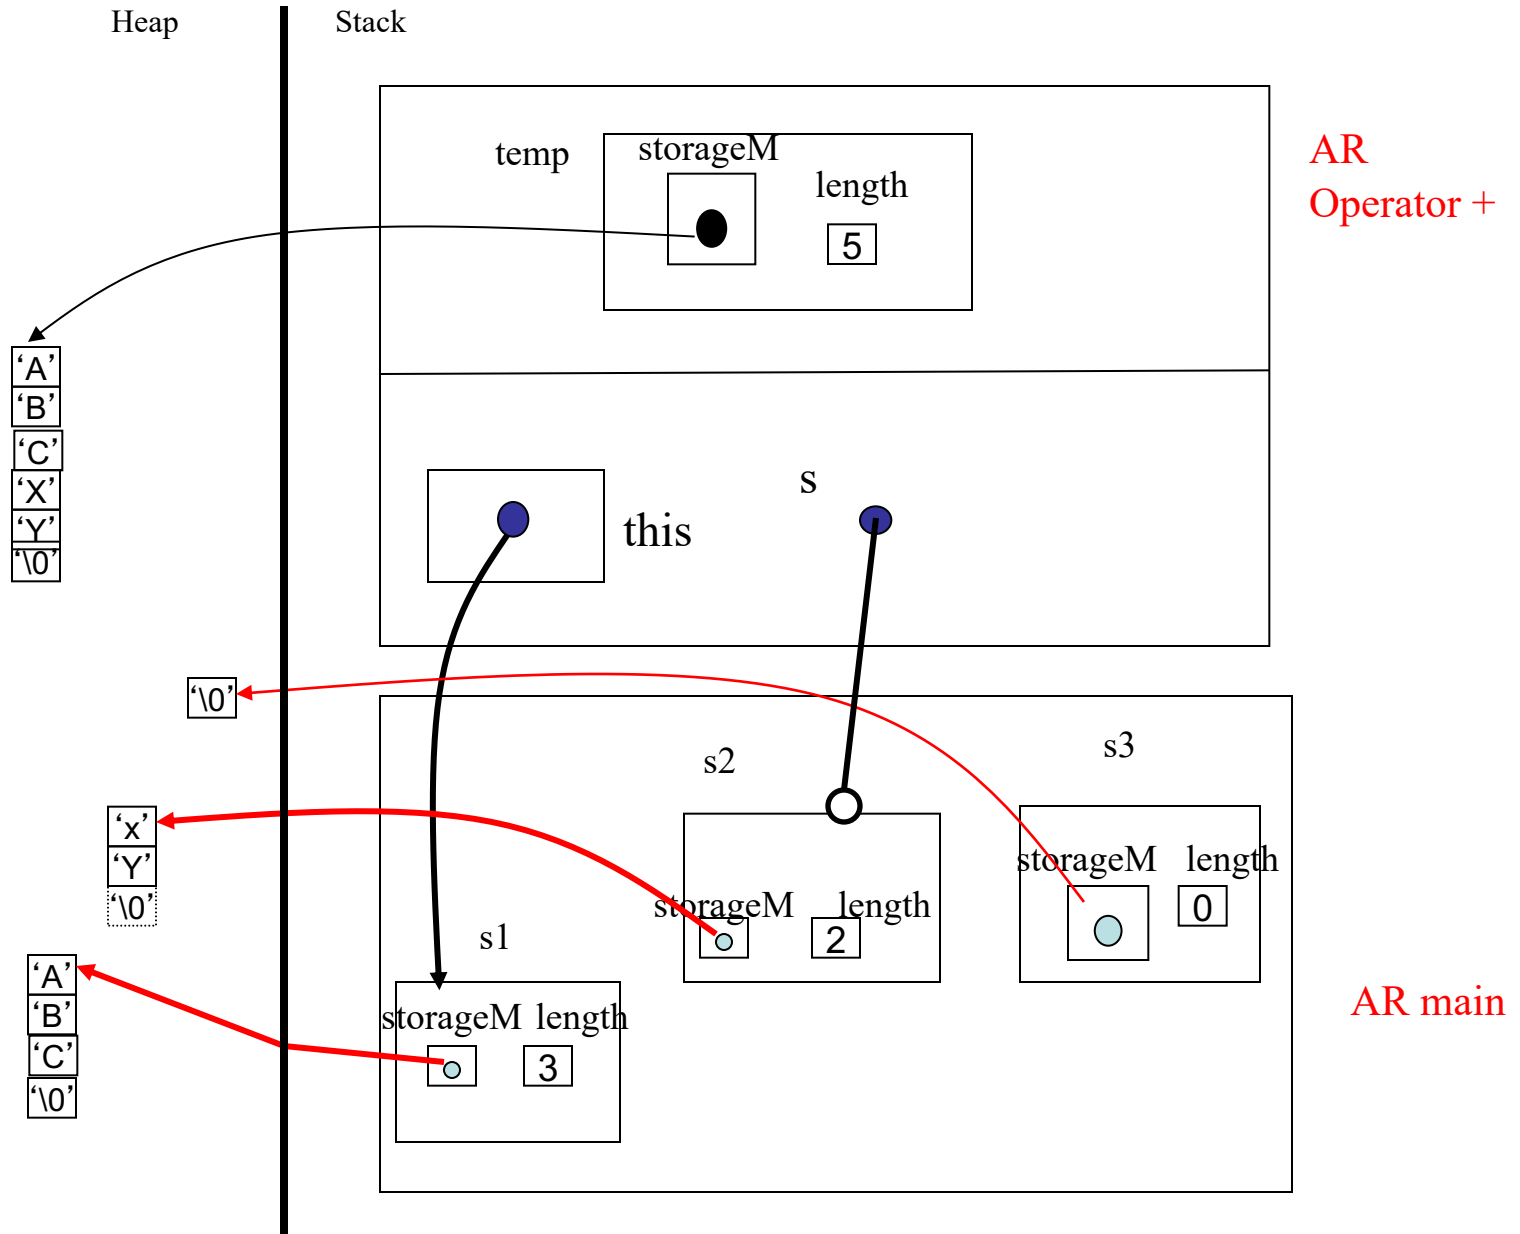 Heap
Stack
temp
storageM
length
5
AR
Operator +
‘A’
‘B’
‘C’
‘X’
‘Y’
‘\0’
s
this
‘\0’
s2
s3
‘x’
‘Y’
‘\0’
storageM length
0
storageM length
2
s1
‘A’
‘B’
‘C’
‘\0’
storageM length
3
AR main